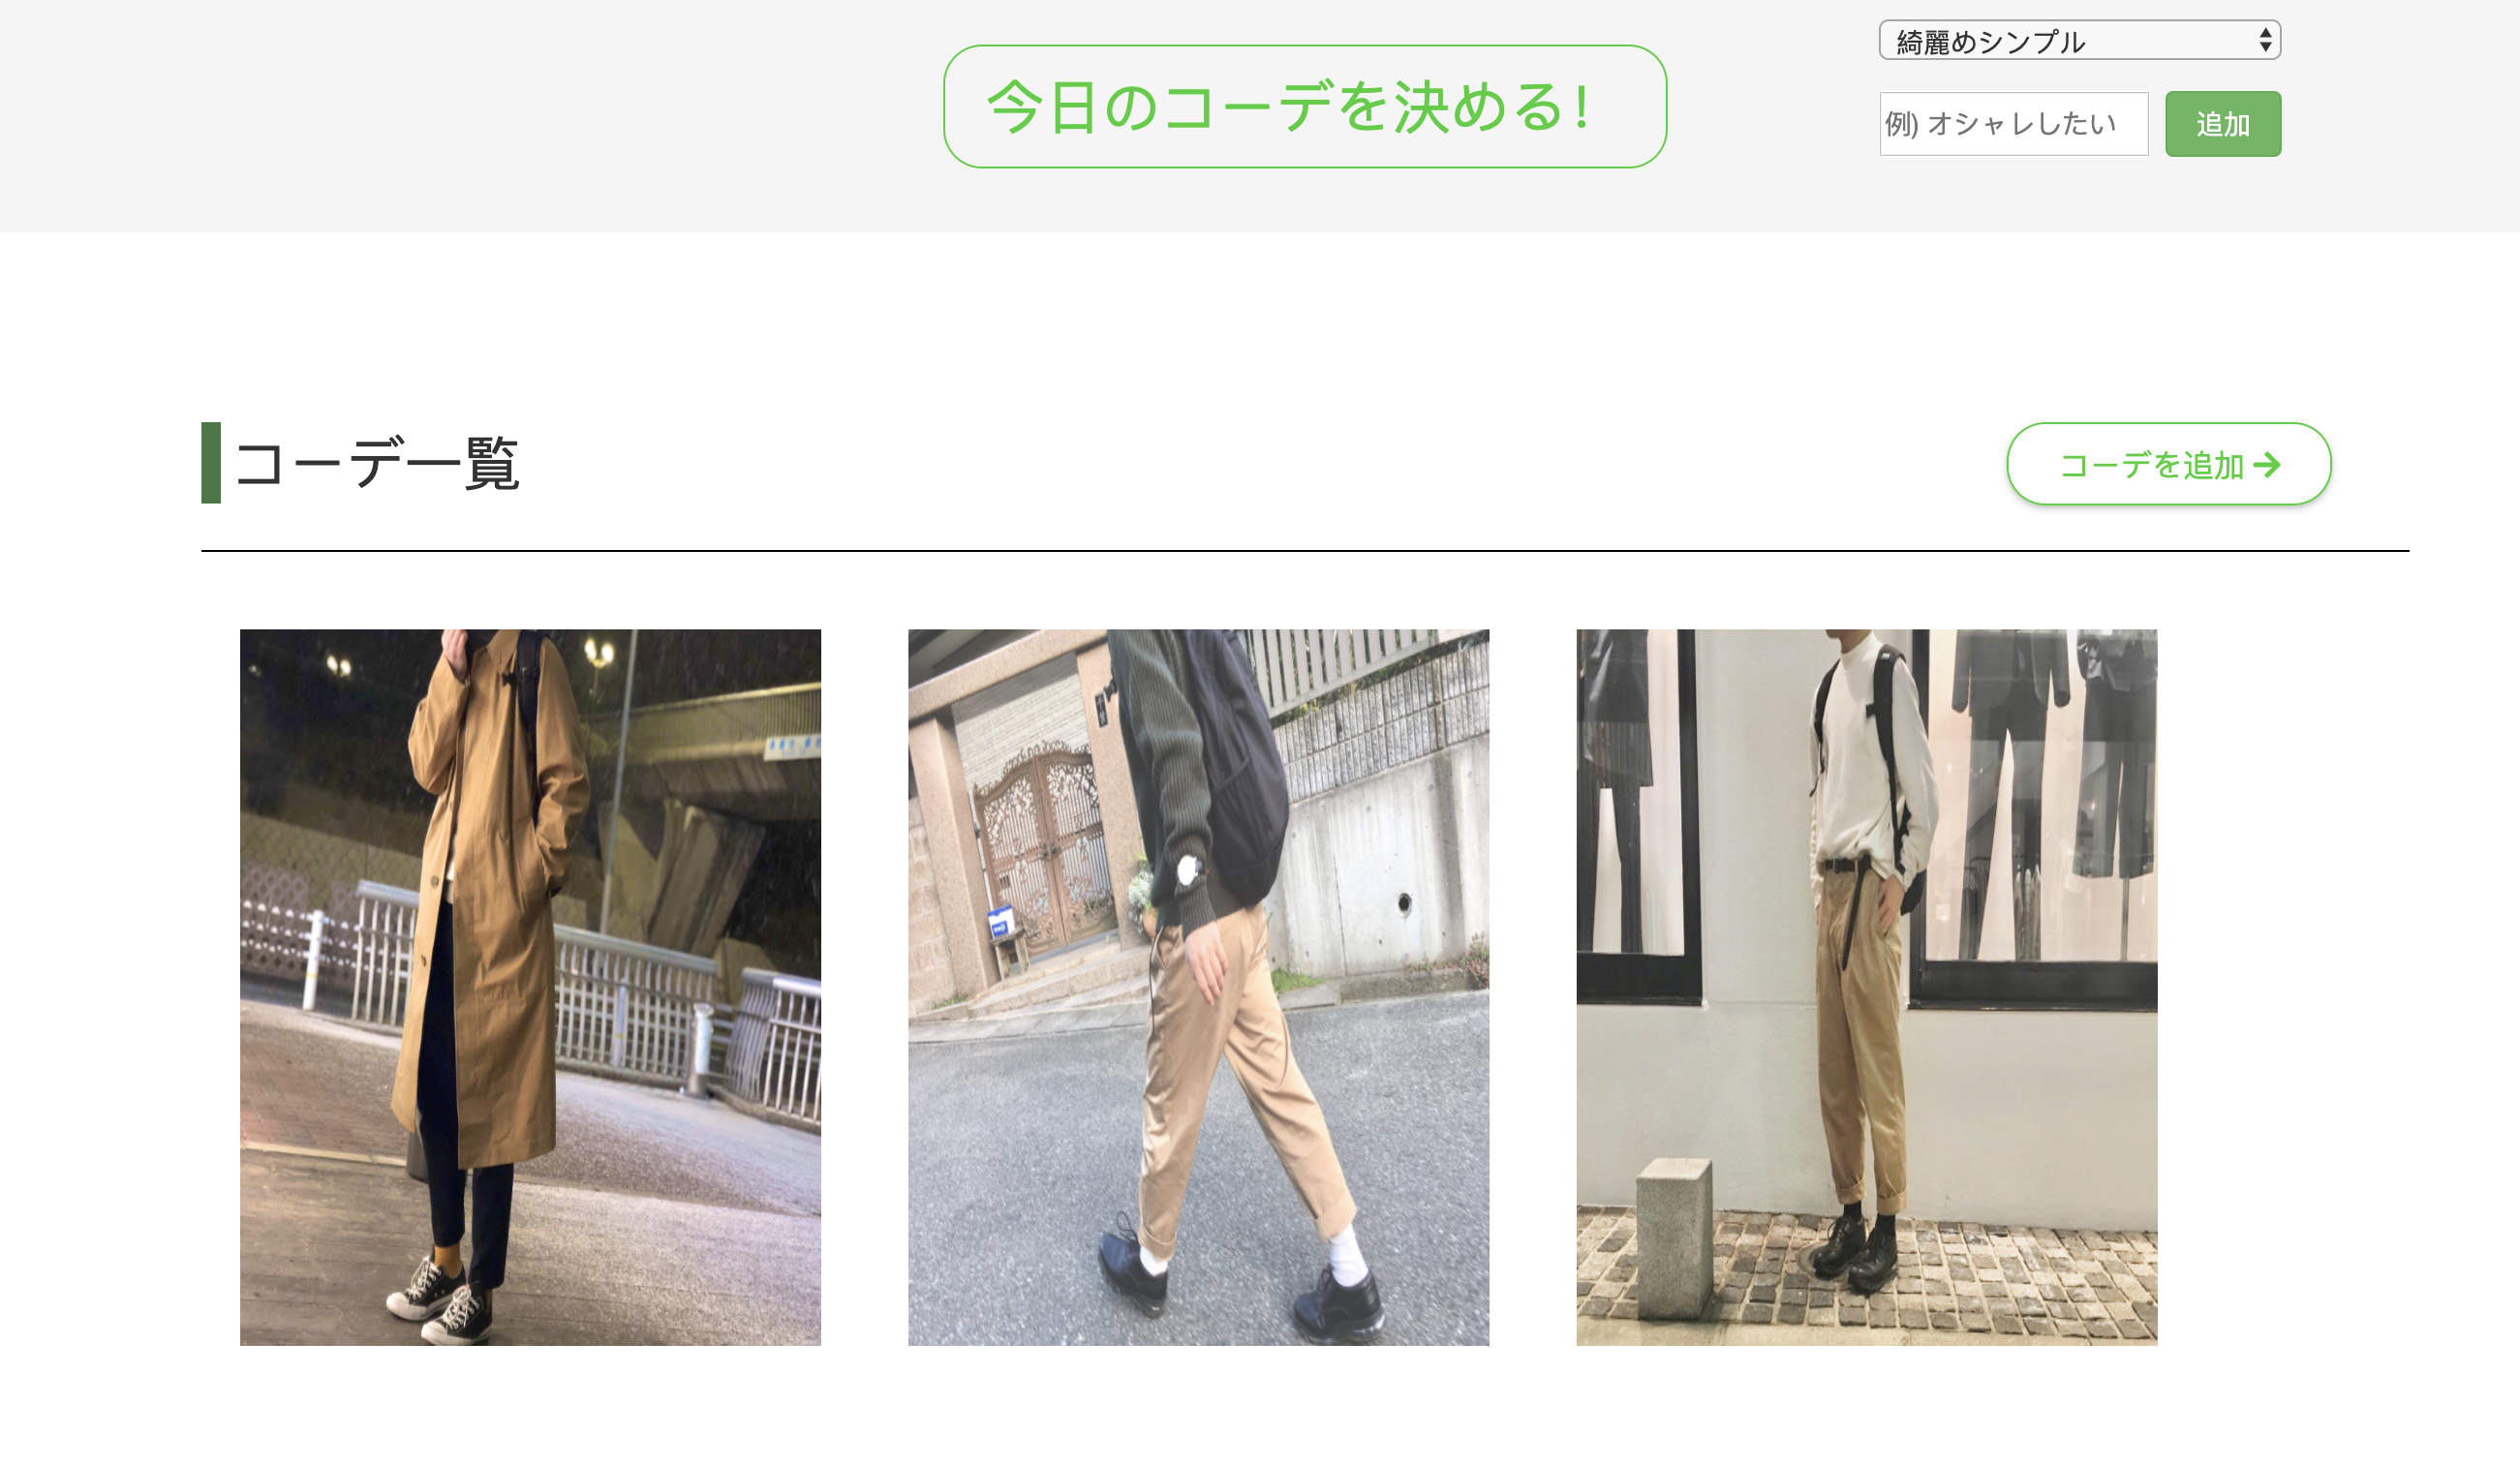 今日のコーデを決める！
綺麗めシンプル
例) オシャレしたい
追加
コーデ一覧
コーデを追加 →
meiji